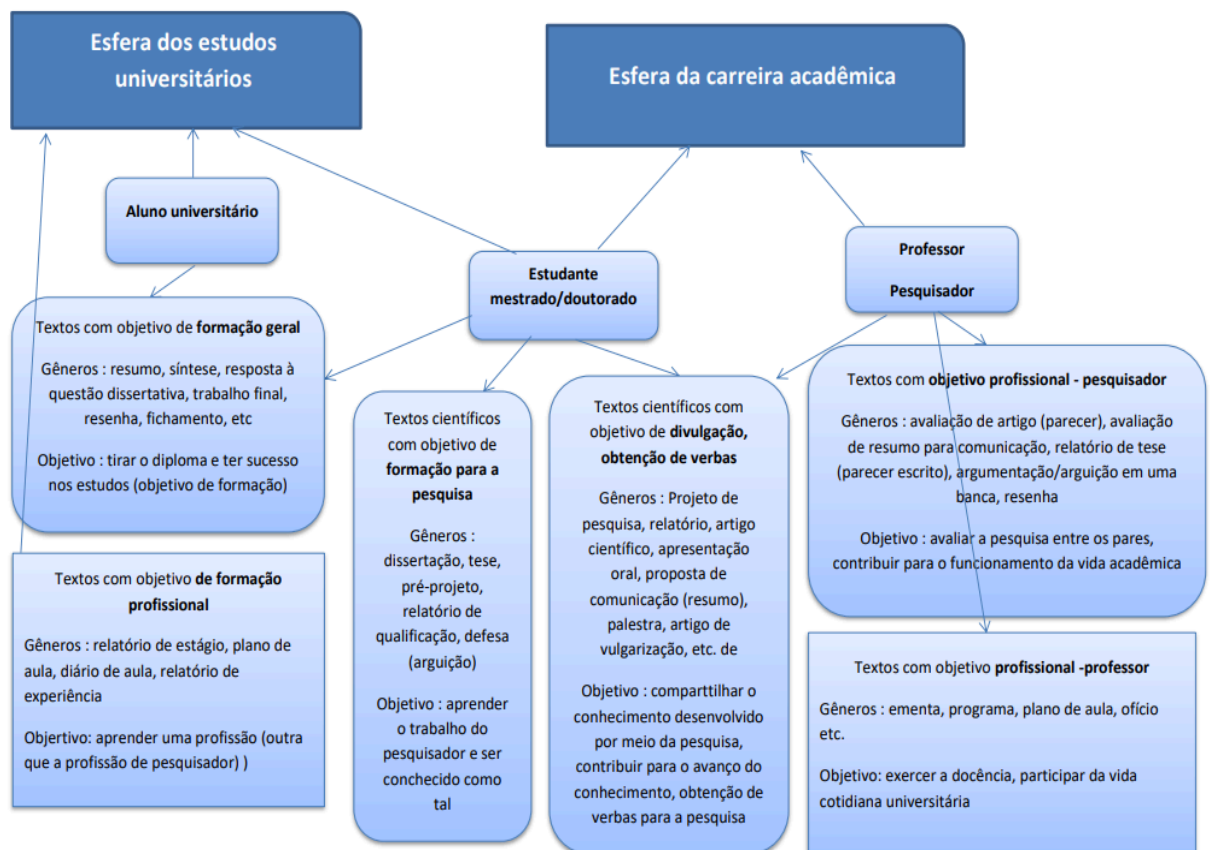 Esfera dos estudos
universitários
Esfera da carreira acadêmica
Aluno universitário
Estudante
mestrado/doutorado
Professor
Pesquisador
Textos com objetivo de formação geral
Gêneros : resumo, síntese, resposta à
questão dissertativa, trabalho final,
resenha, fichamento, etc
Objetivo : tirar o diploma e ter sucesso
nos estudos (objetivo de formação)
Textos com objetivo de formação
profissional
Gêneros : relatório de estágio, plano de
aula, diário de aula, relatório de
experiência
Objertivo: aprender uma profissão (outra
que a profissão de pesquisador) )
Textos científicos
com objetivo de
formação para a
pesquisa
Gêneros :
dissertação, tese,
pré-projeto,
relatório de
qualificação, defesa
(arguição)
Objetivo : aprender
o trabalho do
pesquisador e ser
conchecido como
tal
Textos científicos com
objetivo de divulgação,
obtenção de verbas
Gêneros : Projeto de
pesquisa, relatório, artigo
científico, apresentação
oral, proposta de
comunicação (resumo),
palestra, artigo de
vulgarização, etc. de
Objetivo : comparttilhar o
conhecimento desenvolvido
por meio da pesquisa,
contribuir para o avanço do
conhecimento, obtenção de
verbas para a pesquisa
Textos com objetivo profissional - pesquisador
Gêneros : avaliação de artigo (parecer), avaliação
de resumo para comunicação, relatório de tese
(parecer escrito), argumentação/arguição em uma
banca, resenha
Objetivo : avaliar a pesquisa entre os pares,
contribuir para o funcionamento da vida acadêmica
Textos com objetivo profissional -professor
Gêneros : ementa, programa, plano de aula, ofício
etc.
Objetivo: exercer a docência, participar da vida
cotidiana universitária